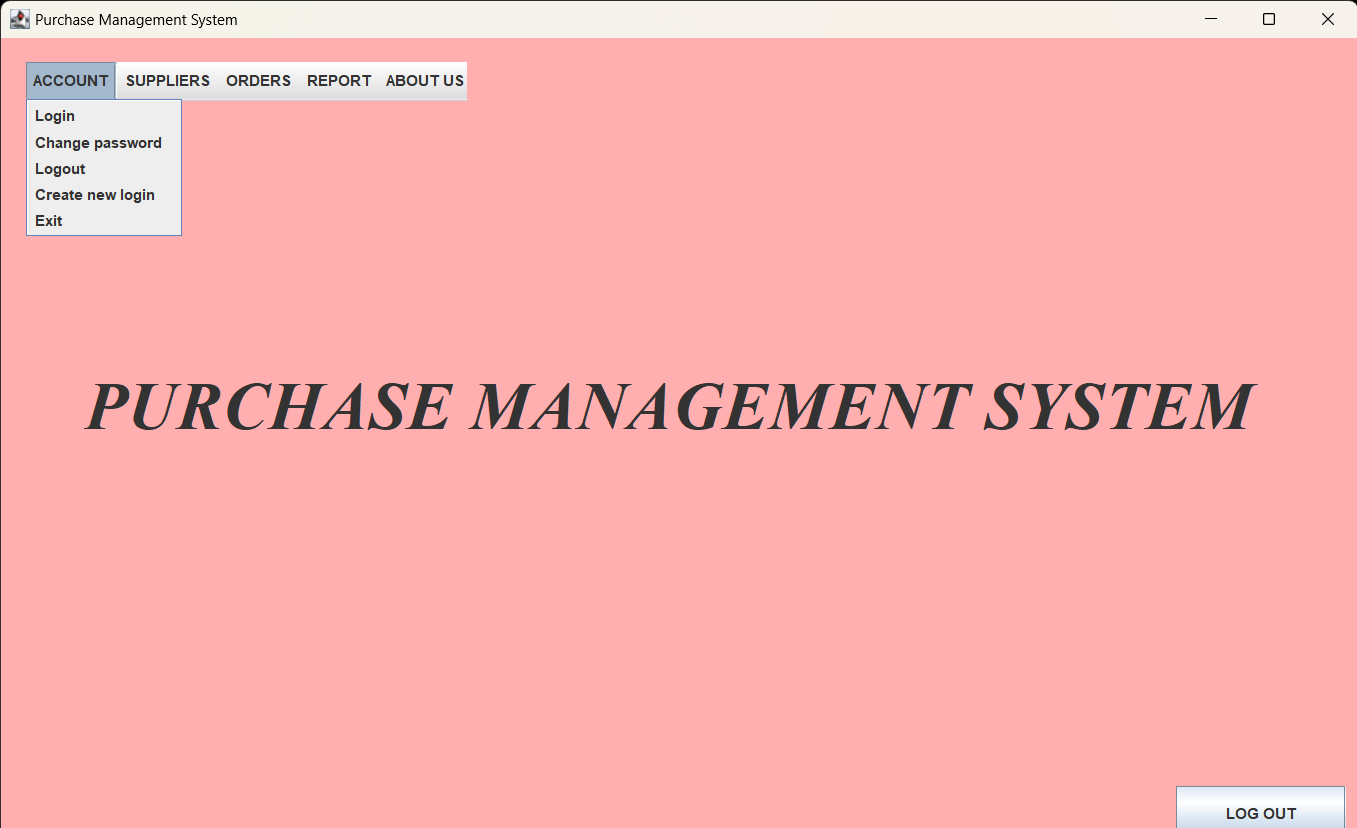 Purchase Management System
ACCOUNT SUPPLIERS ORDERS REPORT ABOUT US
Login
Change password
Logout
Create new login
Exit
PURCHASE MANAGEMENT SYSTEM
LOG OUT